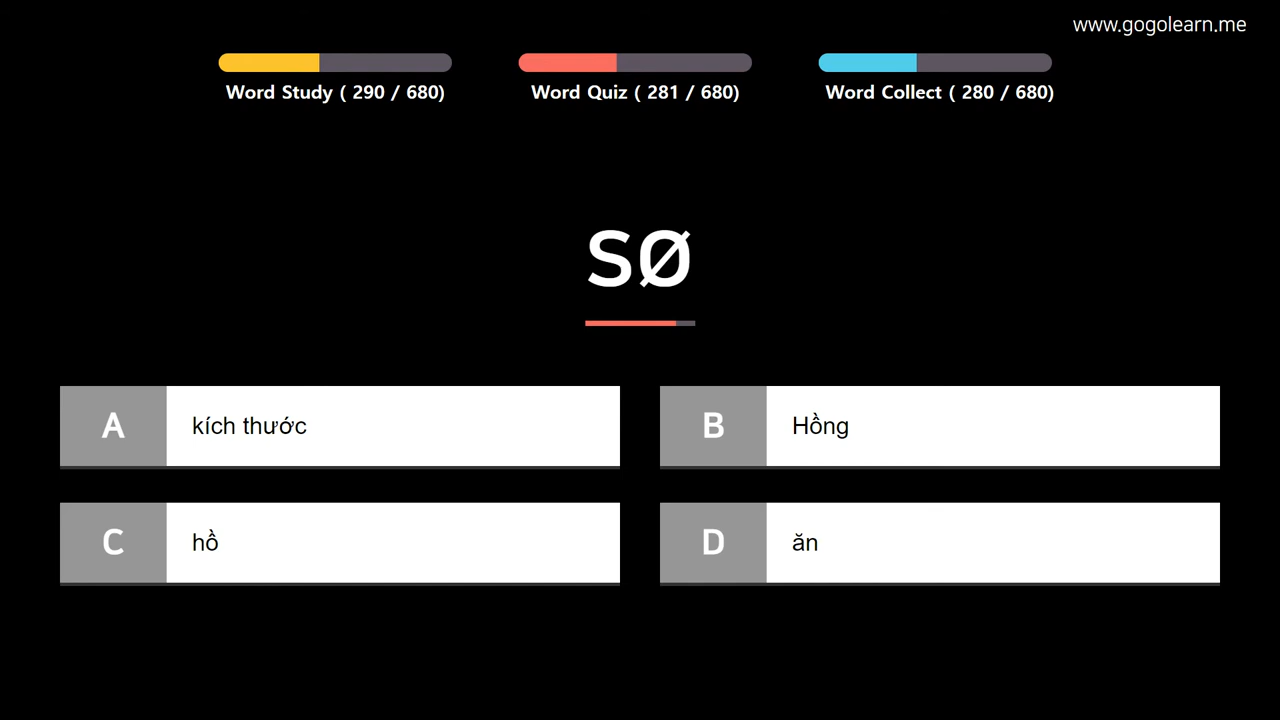 www.gogolearn.me
Word Study ( 290 / 680)
Word Quiz ( 281 / 680)
Word Collect ( 280 / 680)
sø
A kích thước
B Hồng
C hồ
D ăn